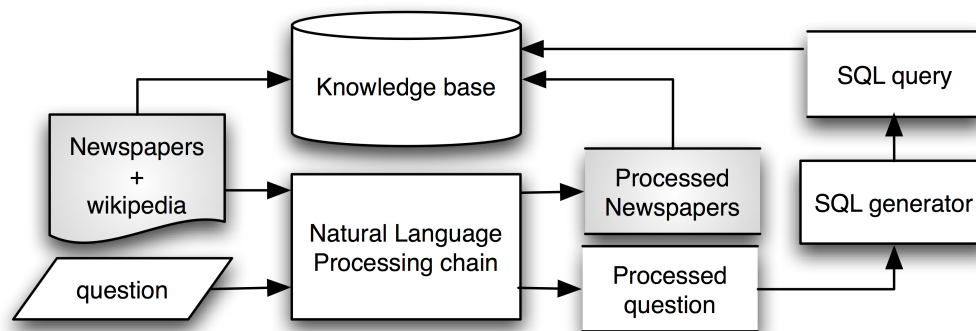 Knowledge base
SQL query
Newspapers
+
wikipedia
Processed
Newspapers
SQL generator
Natural Language
Processing chain
question
Processed
question